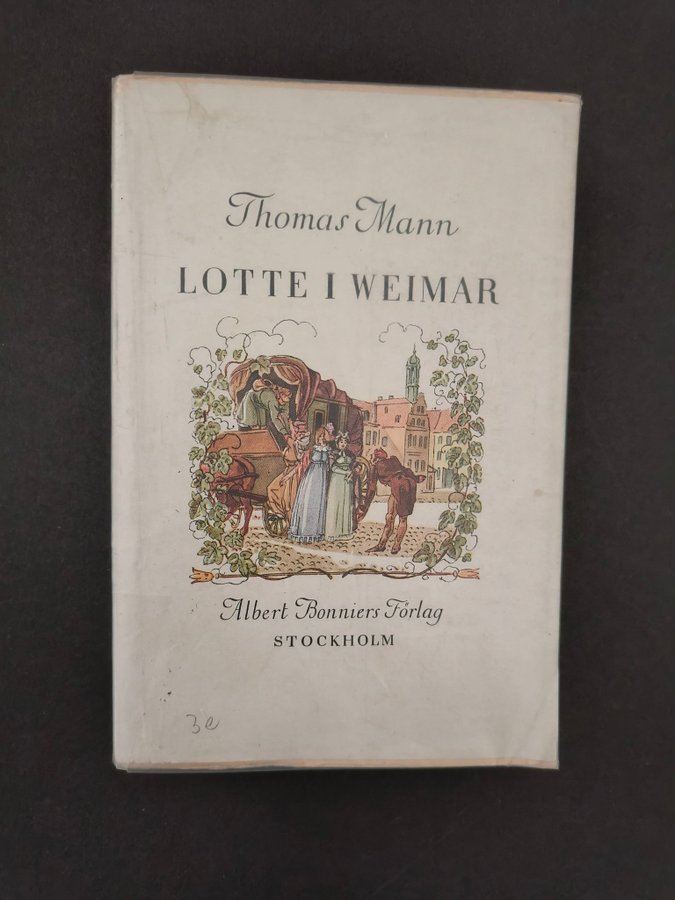 Thomas Mann
LOTTE I WEIMAR
Albert Bonniers Förlag
STOCKHOLM
3e